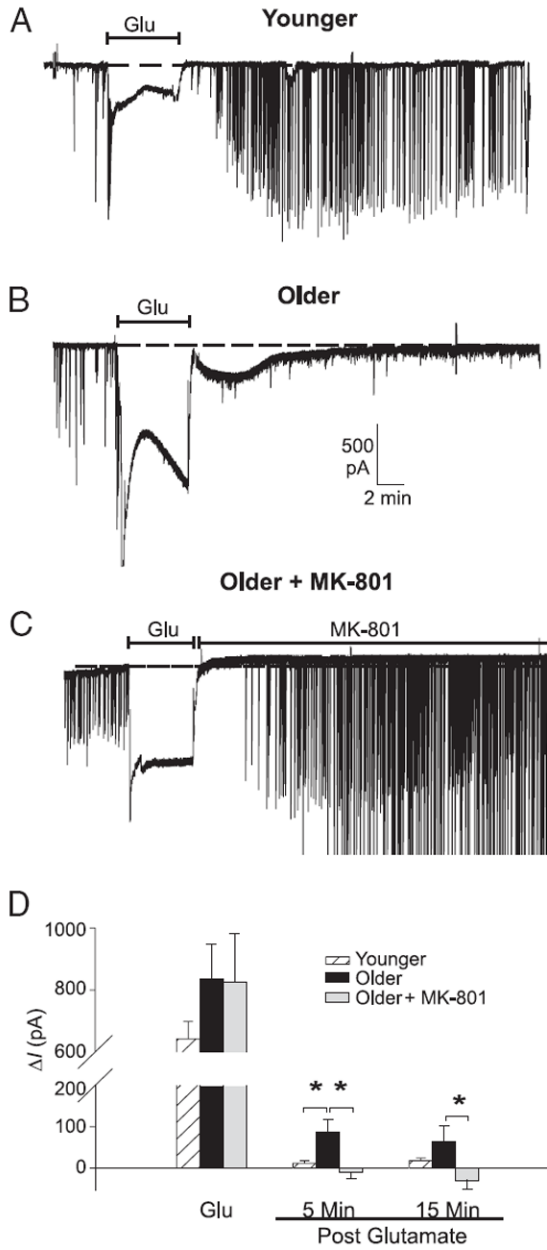 A
Younger
Glu
B
Older
Glu
500
pA
2 min
Older + MK-801
C
Glu
MK-801
D
1000
800
600
200
100
0
ΔI (pA)
Younger
Older
Older + MK-801
* *
*
Glu
5 Min
15 Min
Post Glutamate